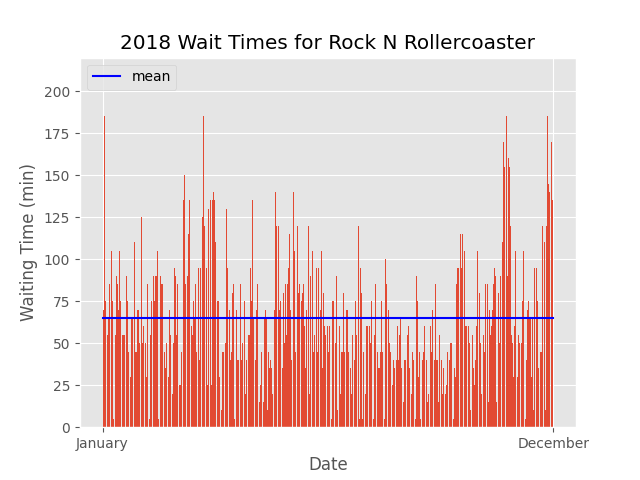 2018 Wait Times for Rock N Rollercoaster
mean
200
175
150
125
100
75
50
25
0
Waiting Time (min)
January
December
Date